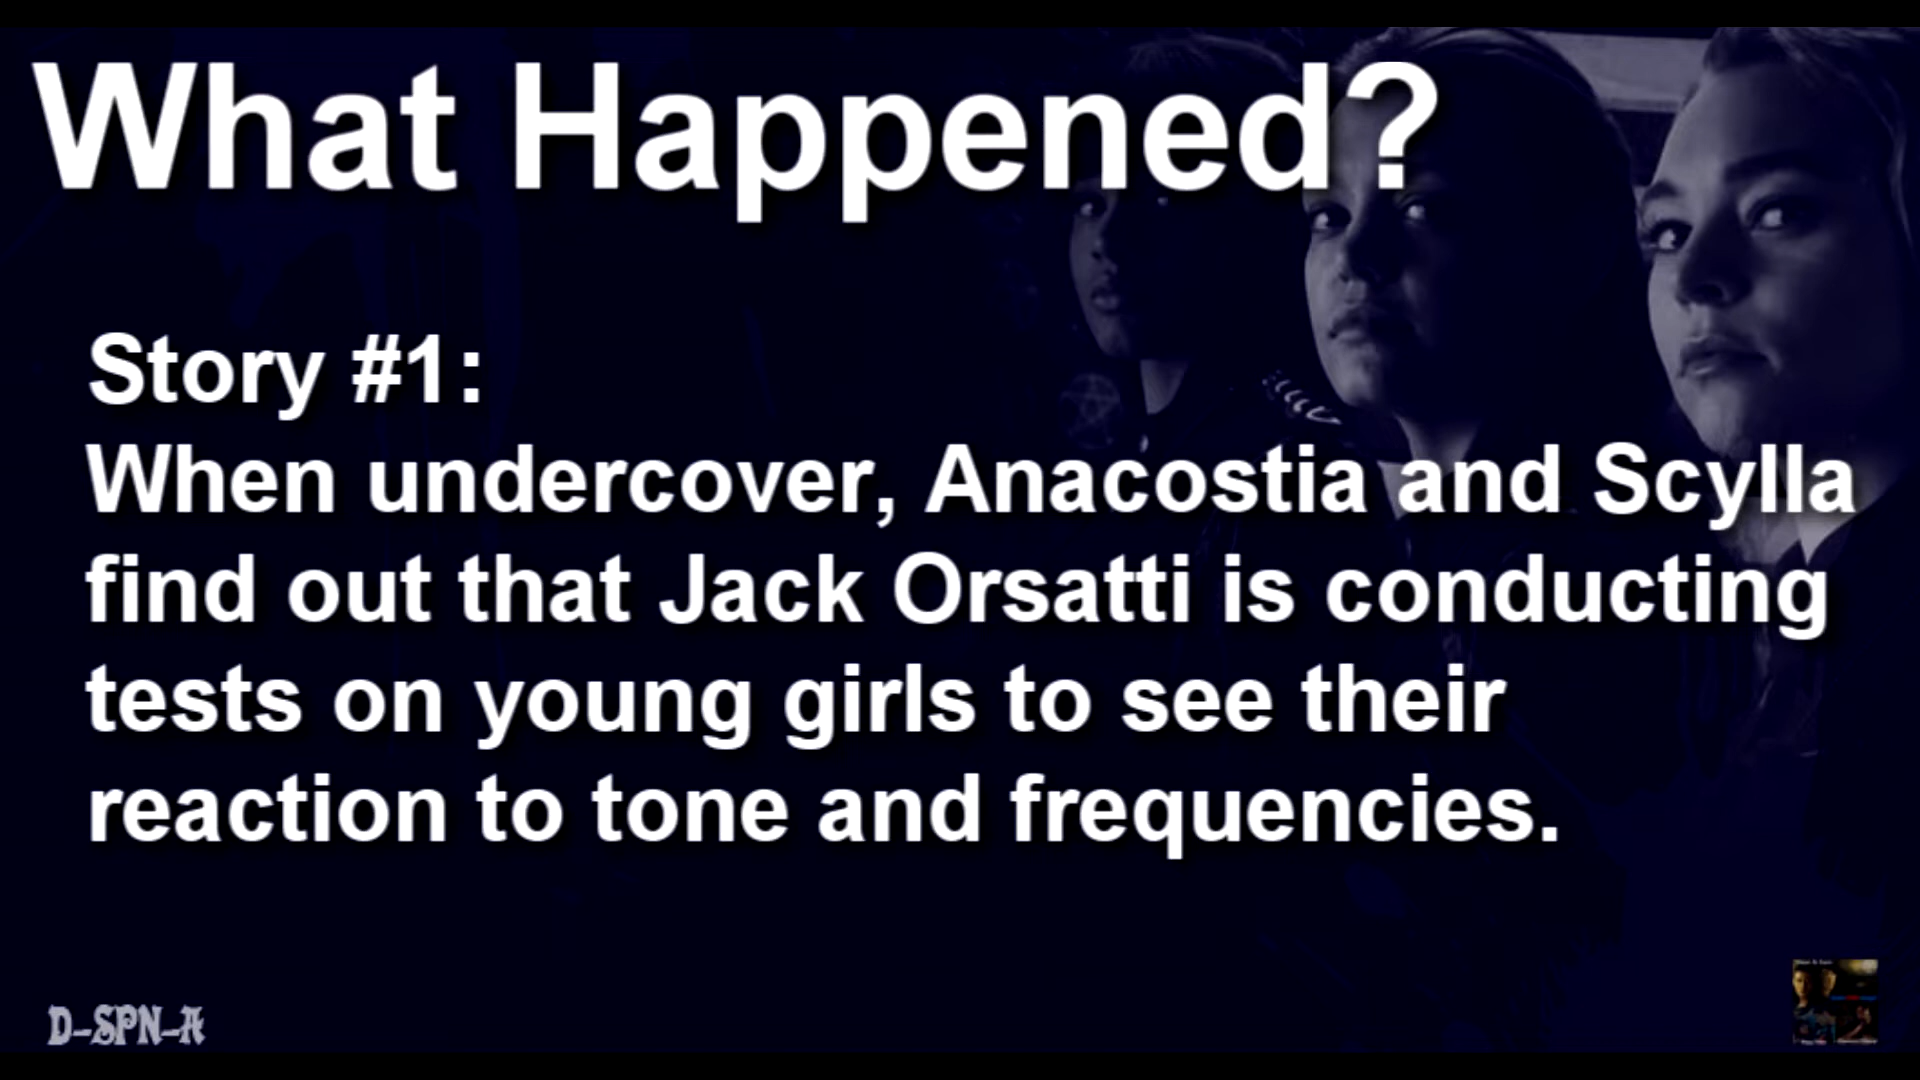 What Happened?
Story #1:
When undercover, Anacostia and Scylla
find out that Jack Orsatti is conducting
tests on young girls to see their
reaction to tone and frequencies.
D-SPN-A